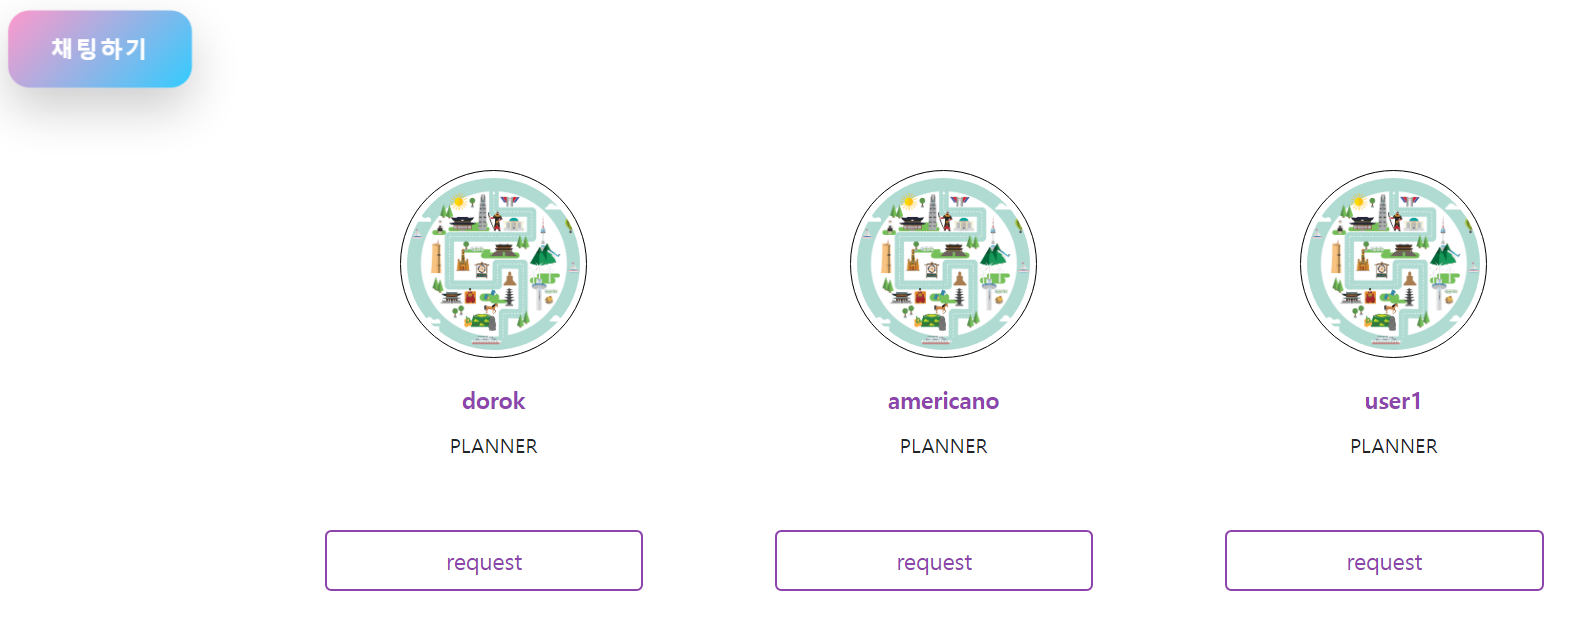 채팅하기
dorok
americano
user1
PLANNER
PLANNER
PLANNER
request
request
request